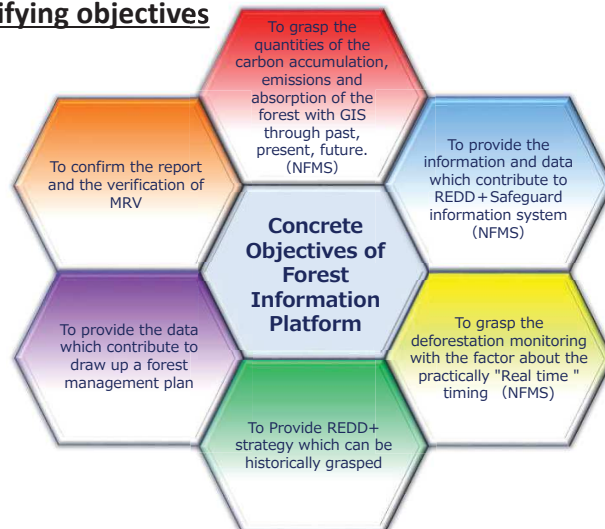 ifying objectives
To grasp the
quantities of the
carbon accumulation,
emissions and
absorption of the
forest with GIS
through past,
present, future.
(NFMS)
To confirm the report
and the verification of
MRV
To provide the
information and data
which contribute to
REDD+Safeguard
information system
(NFMS)
Concrete
Objectives of
Forest
Information
Platform
To provide the data
which contribute to
draw up a forest
management plan
To grasp the
deforestation monitoring
with the factor about the
practically "Real time "
timing (NFMS)
To Provide REDD+
strategy which can be
historically grasped